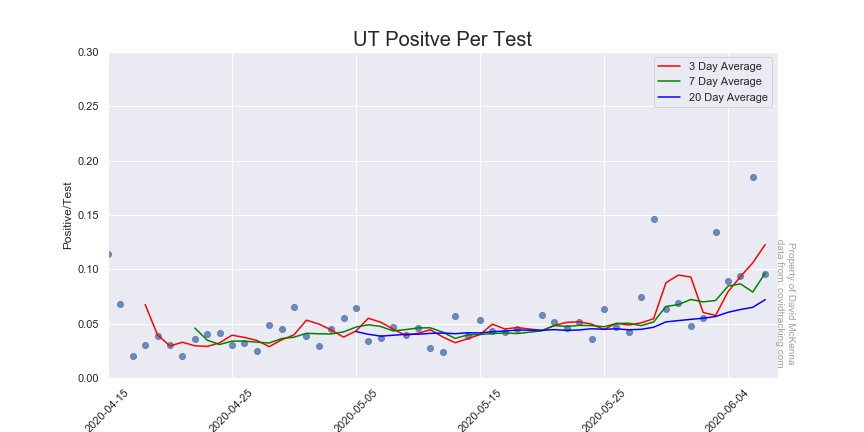 UT Positve Per Test
0.30
0.25
0.20
0.15
0.10
0.05
0.00
Positive/Test
3 Day Average
7 Day Average
20 Day Average
2020-04-15
2020-04-25
2020-05-05
2020-05-15
2020-05-25
2020-06-04
Property of David McKenna
data from: covidtracking.com